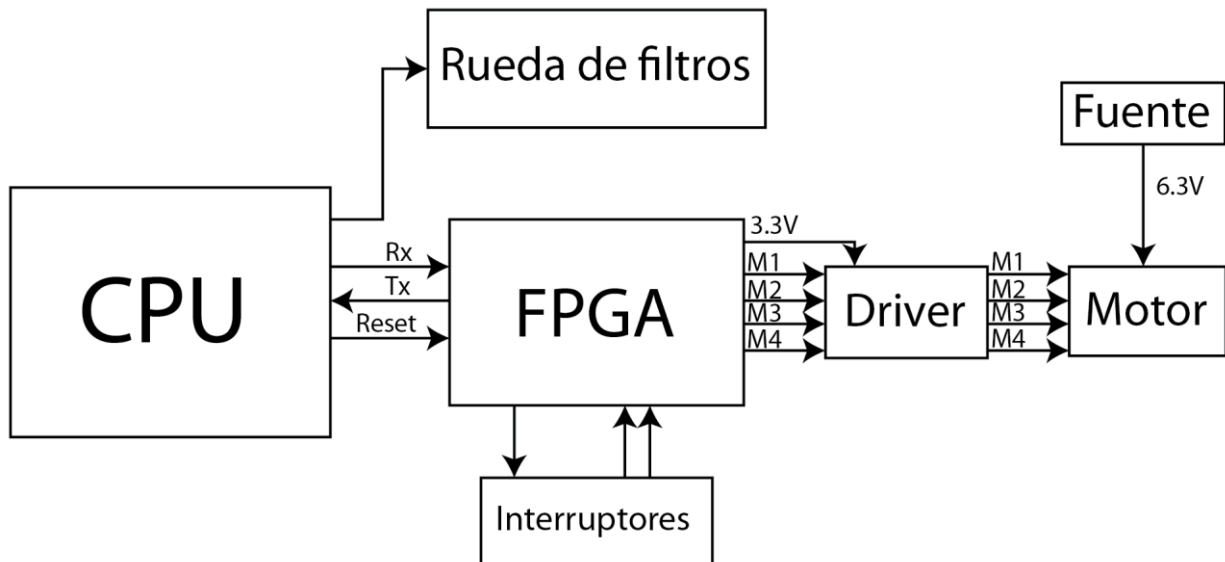 Rueda de filtros
Fuente
6.3V
CPU
Rx
Tx
Reset
FPGA
3.3V
M1
M2
M3
M4
Driver
M1
M2
M3
M4
Motor
Interruptores